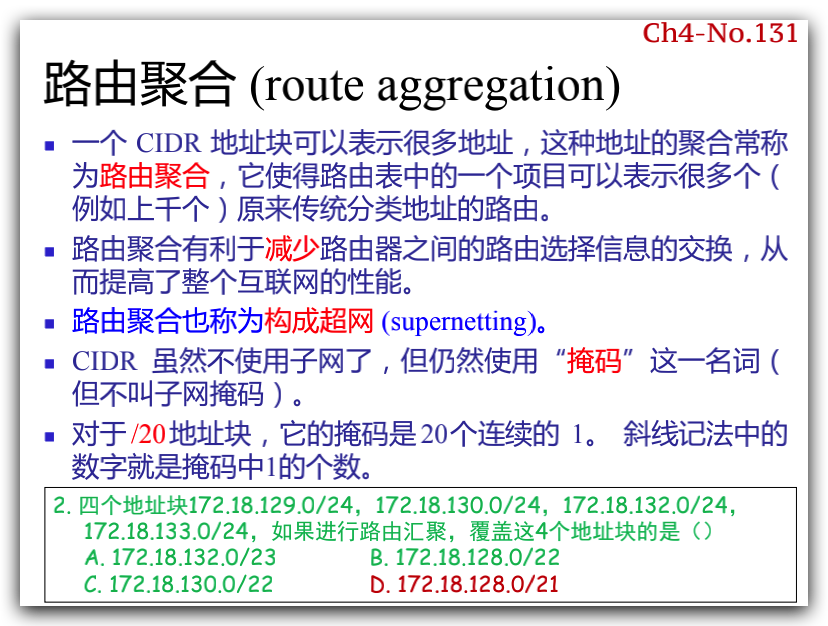 Ch4-No.131
路由聚合 (route aggregation)
一个 CIDR 地址块可以表示很多地址，这种地址的聚合常称
为路由聚合，它使得路由表中的一个项目可以表示很多个（
例如上千个）原来传统分类地址的路由。
路由聚合有利于减少路由器之间的路由选择信息的交换，从
而提高了整个互联网的性能。
路由聚合也称为构成超网 (supernetting)。
CIDR 虽然不使用子网了，但仍然使用“掩码”这一名词（
但不叫子网掩码）。
对于 /20 地址块，它的掩码是 20 个连续的 1。 斜线记法中的
数字就是掩码中1的个数。
2. 四个地址块172.18.129.0/24，172.18.130.0/24，172.18.132.0/24，
172.18.133.0/24，如果进行路由汇聚，覆盖这4个地址块的是（）
A. 172.18.132.0/23 B. 172.18.128.0/22
C. 172.18.130.0/22 D. 172.18.128.0/21